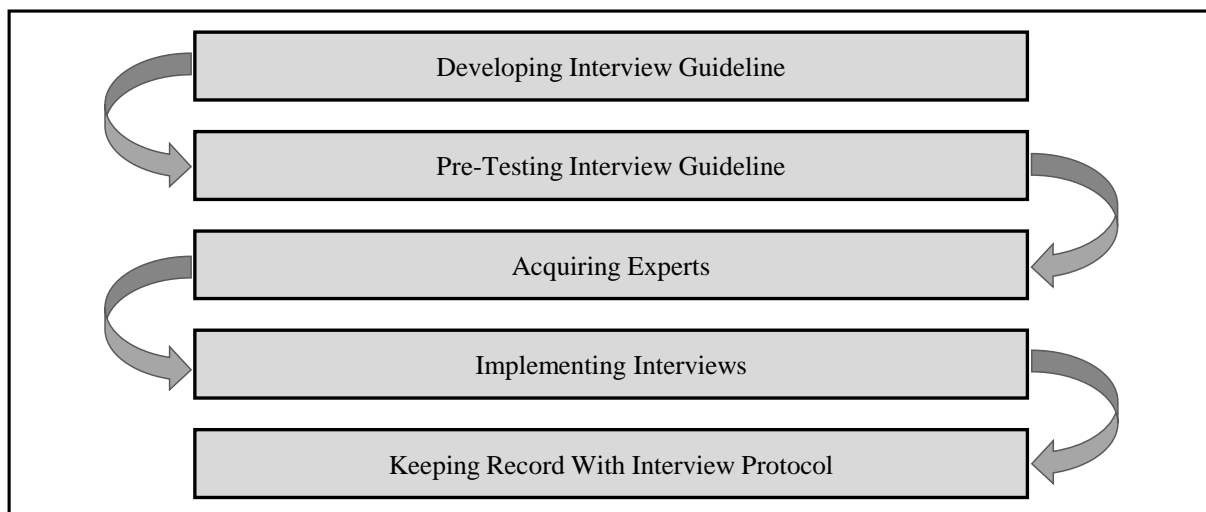 Developing Interview Guideline
Pre-Testing Interview Guideline
Acquiring Experts
Implementing Interviews
Keeping Record With Interview Protocol